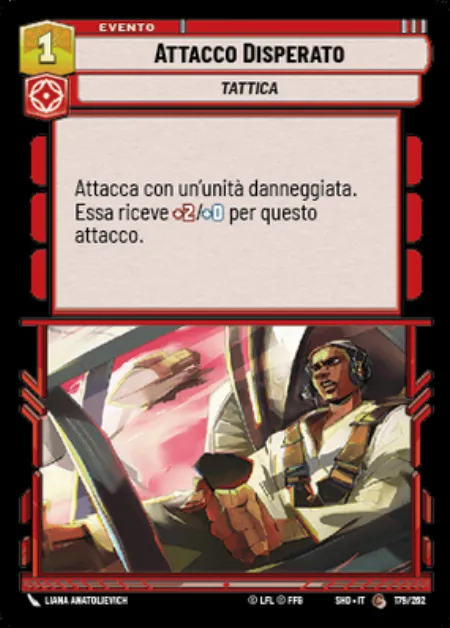 EVENTO
1
ATTACCO DISPERATO
TATTICA
Attacca con un'unità danneggiata.
Essa riceve +2/+0 per questo
attacco.
LIANA ANATOLIEVICH
© LFL © FFG
SHD • IT
C
179/262